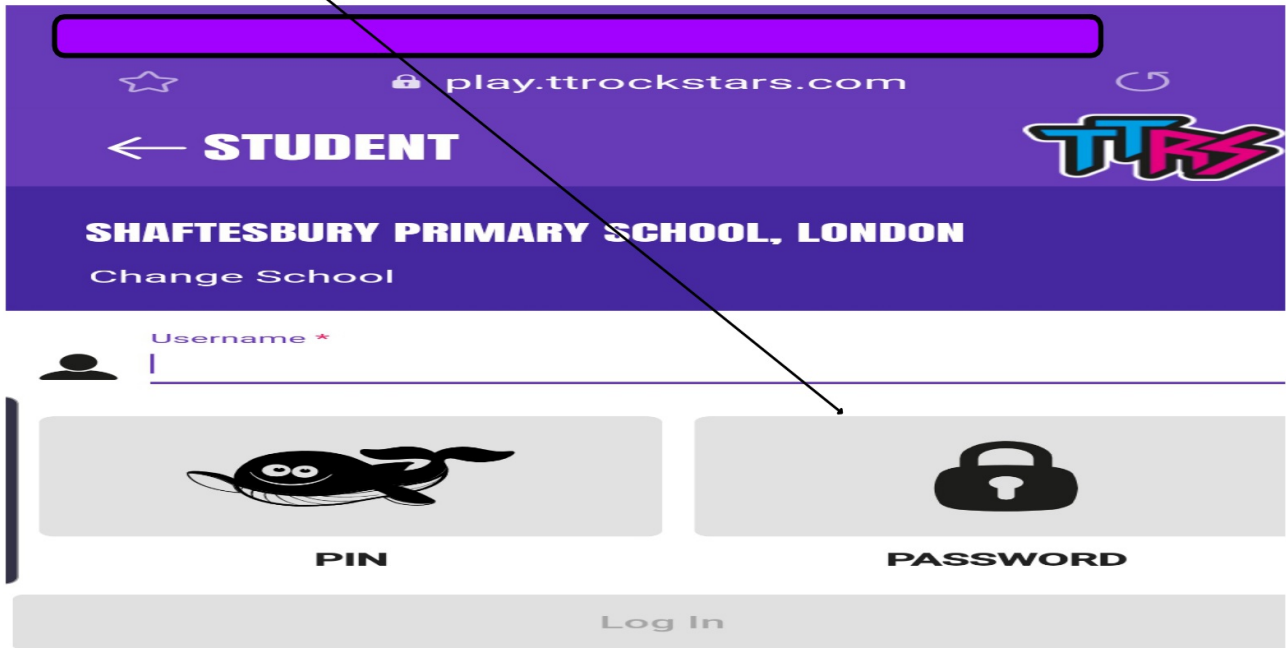 play.ttrockstars.com
← STUDENT
TTRS
SHAFTESBURY PRIMARY SCHOOL, LONDON
Change School
Username *
PIN
PASSWORD
Log In